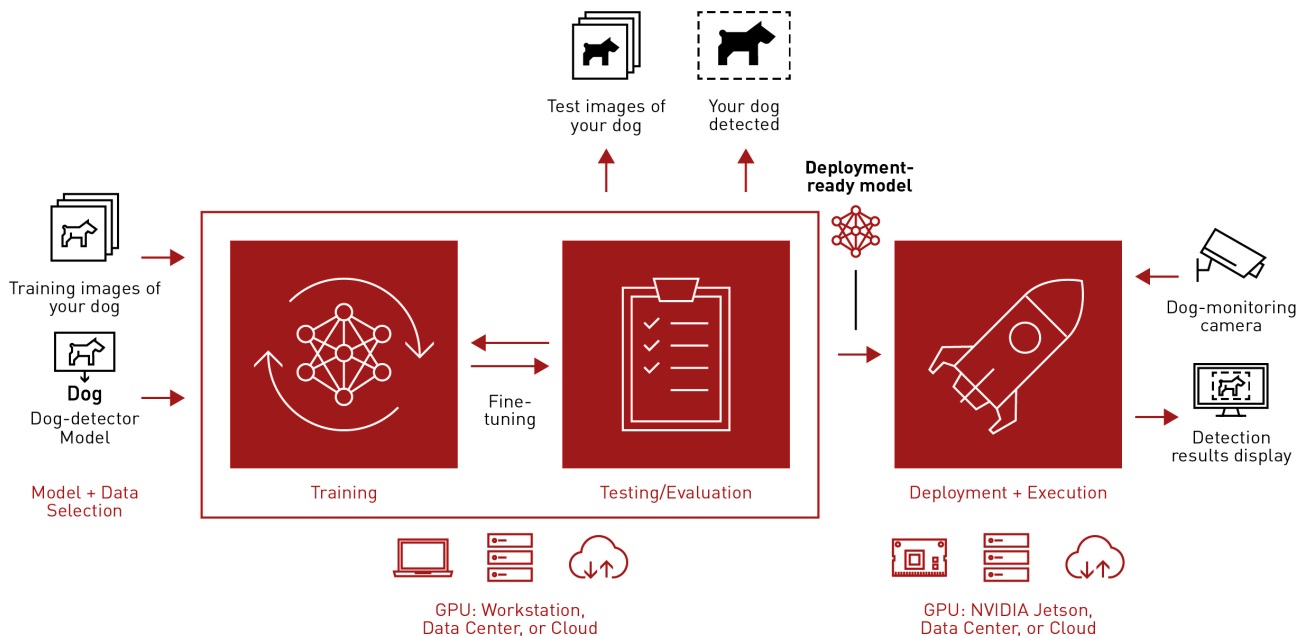 Test images of
your dog
Your dog
detected
Deployment-
ready model
Training images of
your dog
Dog
Dog-detector
Model
Model + Data
Selection
Fine-
tuning
Training
Testing/Evaluation
Deployment + Execution
Dog-monitoring
camera
Detection
results display
GPU: Workstation,
Data Center, or Cloud
GPU: NVIDIA Jetson,
Data Center, or Cloud